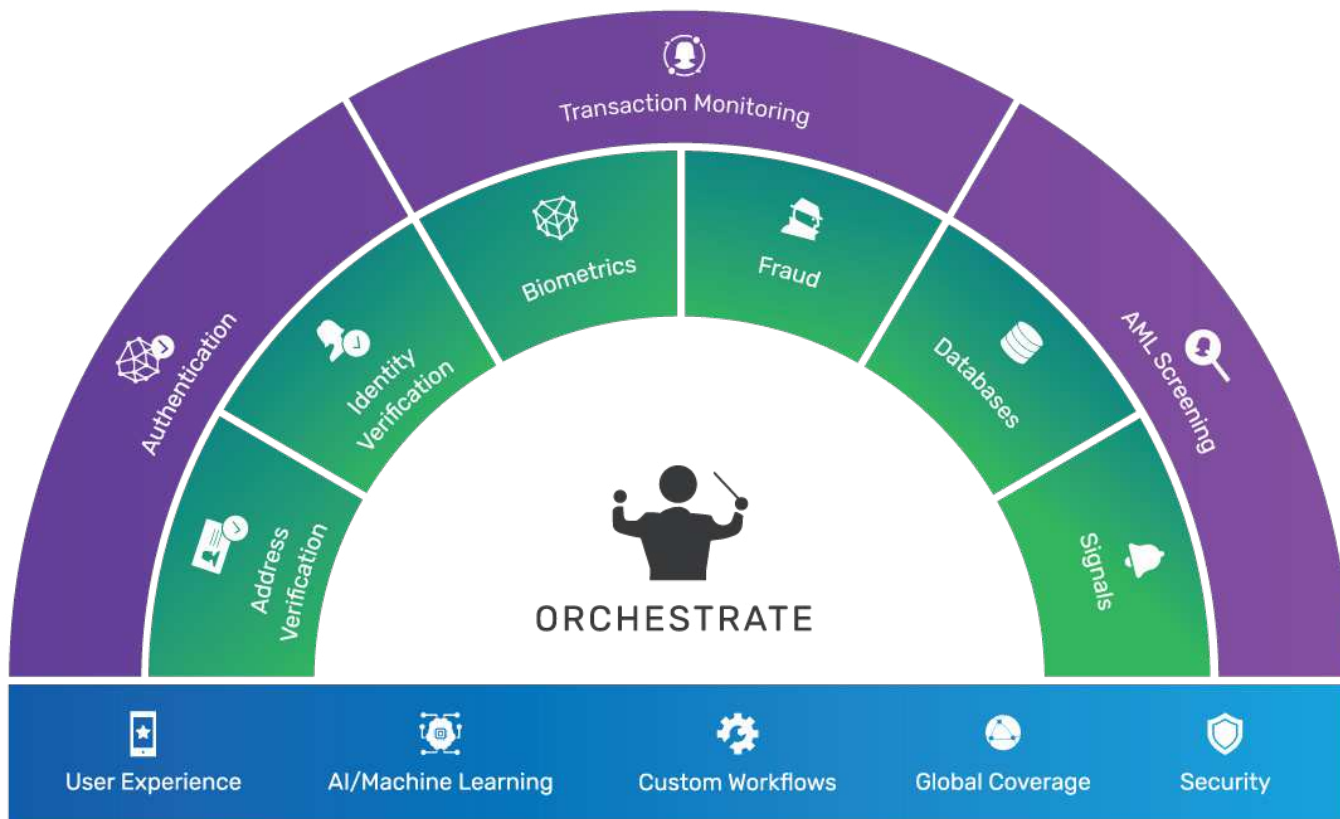 Transaction Monitoring
Authentication
AML Screening
Address
Verification
Identity
Verification
Biometrics
Fraud
Databases
Signals
ORCHESTRATE
User Experience
AI/Machine Learning
Custom Workflows
Global Coverage
Security